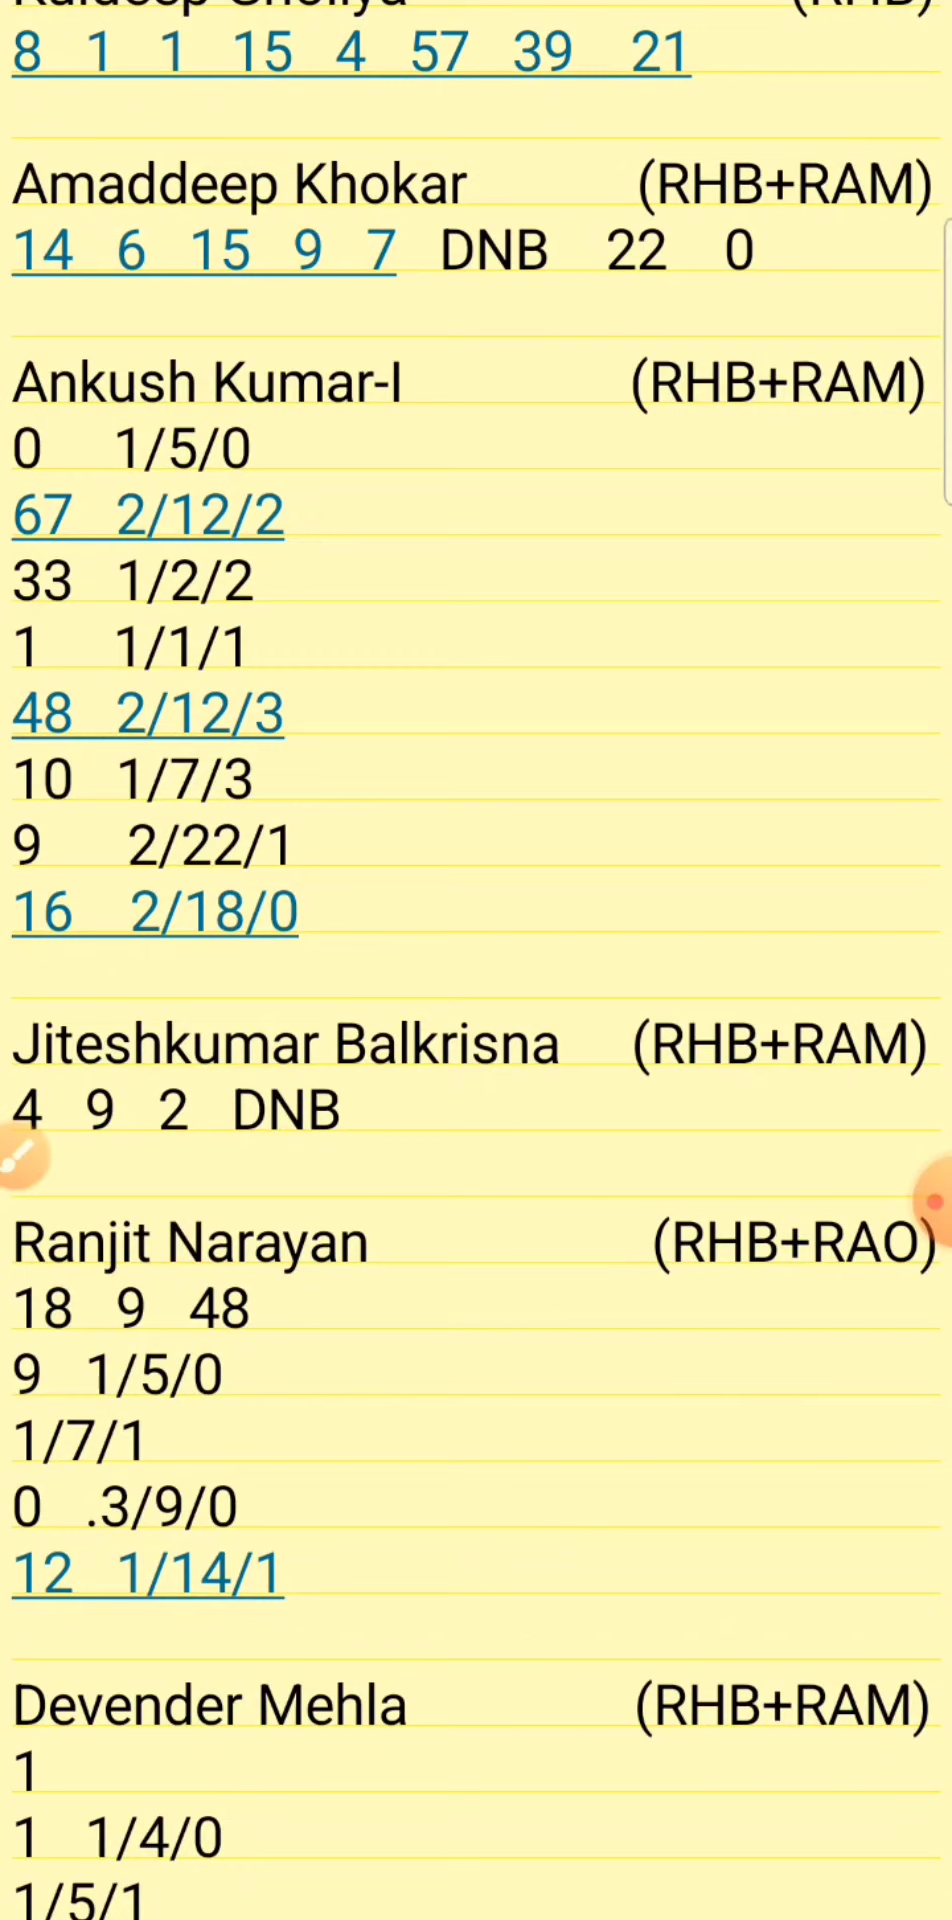 8 1 1 15 4 57 39 21
Amaddeep Khokar (RHB+RAM)
14 6 15 9 7 DNB 22 0
Ankush Kumar-I (RHB+RAM)
0 1/5/0
67 2/12/2
33 1/2/2
1 1/1/1
48 2/12/3
10 1/7/3
9 2/22/1
16 2/18/0
Jiteshkumar Balkrisna (RHB+RAM)
4 9 2 DNB
Ranjit Narayan (RHB+RAO)
18 9 48
9 1/5/0
1/7/1
0 .3/9/0
12 1/14/1
Devender Mehla (RHB+RAM)
1
1 1/4/0
1/5/1